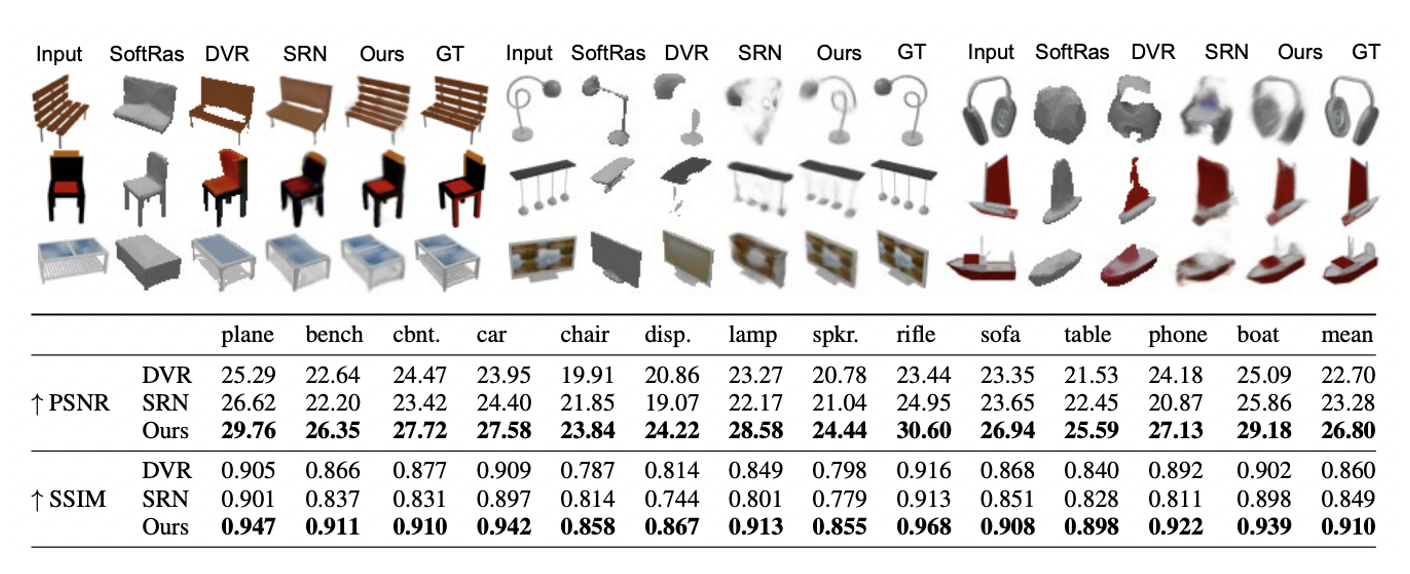 Input SoftRas DVR SRN Ours GT Input SoftRas DVR SRN Ours GT Input SoftRas DVR SRN Ours GT
plane bench cbnt. car chair disp. lamp spkr. rifle sofa table phone boat mean
DVR 25.29 22.64 24.47 23.95 19.91 20.86 23.27 20.78 23.44 23.35 21.53 24.18 25.09 22.70
↑ PSNR SRN 26.62 22.20 23.42 24.40 21.85 19.07 22.17 21.04 24.95 23.65 22.45 20.87 25.86 23.28
Ours 29.76 26.35 27.72 27.58 23.84 24.22 28.58 24.44 30.60 26.94 25.59 27.13 29.18 26.80
DVR 0.905 0.866 0.877 0.909 0.787 0.814 0.849 0.798 0.916 0.868 0.840 0.892 0.902 0.860
↑ SSIM SRN 0.901 0.837 0.831 0.897 0.814 0.744 0.801 0.779 0.913 0.851 0.828 0.811 0.898 0.849
Ours 0.947 0.911 0.910 0.942 0.858 0.867 0.913 0.855 0.968 0.908 0.898 0.922 0.939 0.910